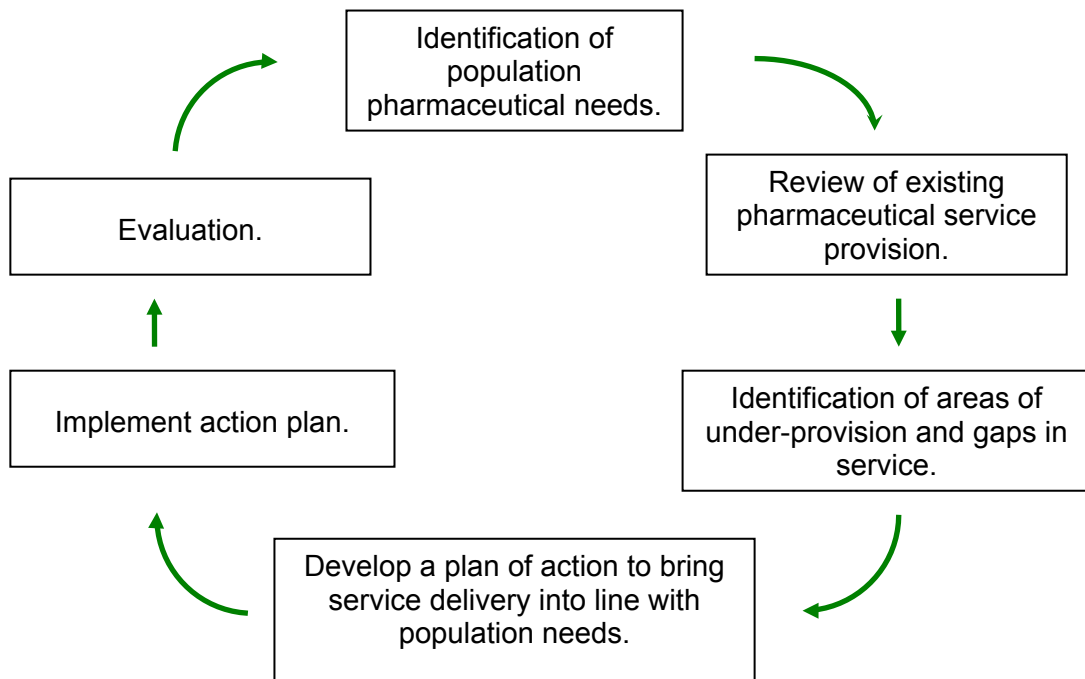 Identification of
population
pharmaceutical needs.
Review of existing
pharmaceutical service
provision.
Identification of areas of
under-provision and gaps in
service.
Develop a plan of action to bring
service delivery into line with
population needs.
Implement action plan.
Evaluation.